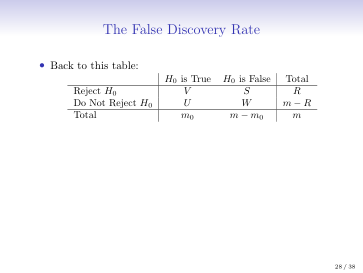 The False Discovery Rate
• Back to this table:
H₀ is True H₀ is False Total
Reject H₀ V S R
Do Not Reject H₀ U W m − R
Total m₀ m − m₀ m
28 / 38